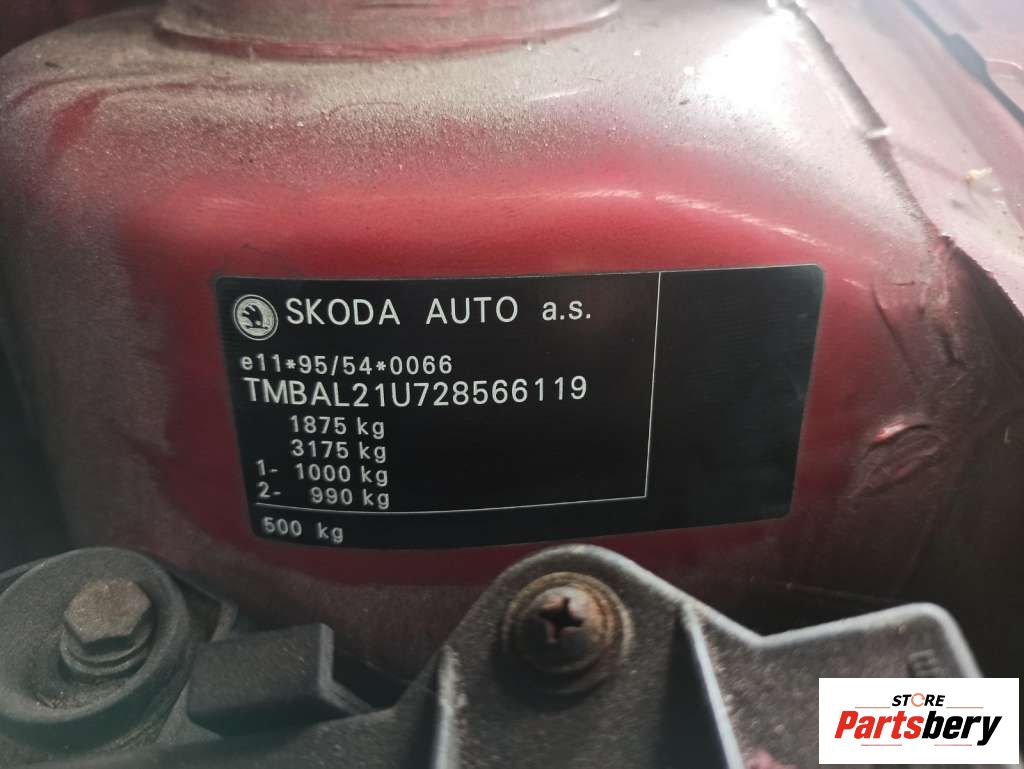 SKODA AUTO a.s.
e11*95/54*0066
TMBAL21U728566119
1875 kg
3175 kg
1- 1000 kg
2- 990 kg
500 kg
STORE
Partsbery